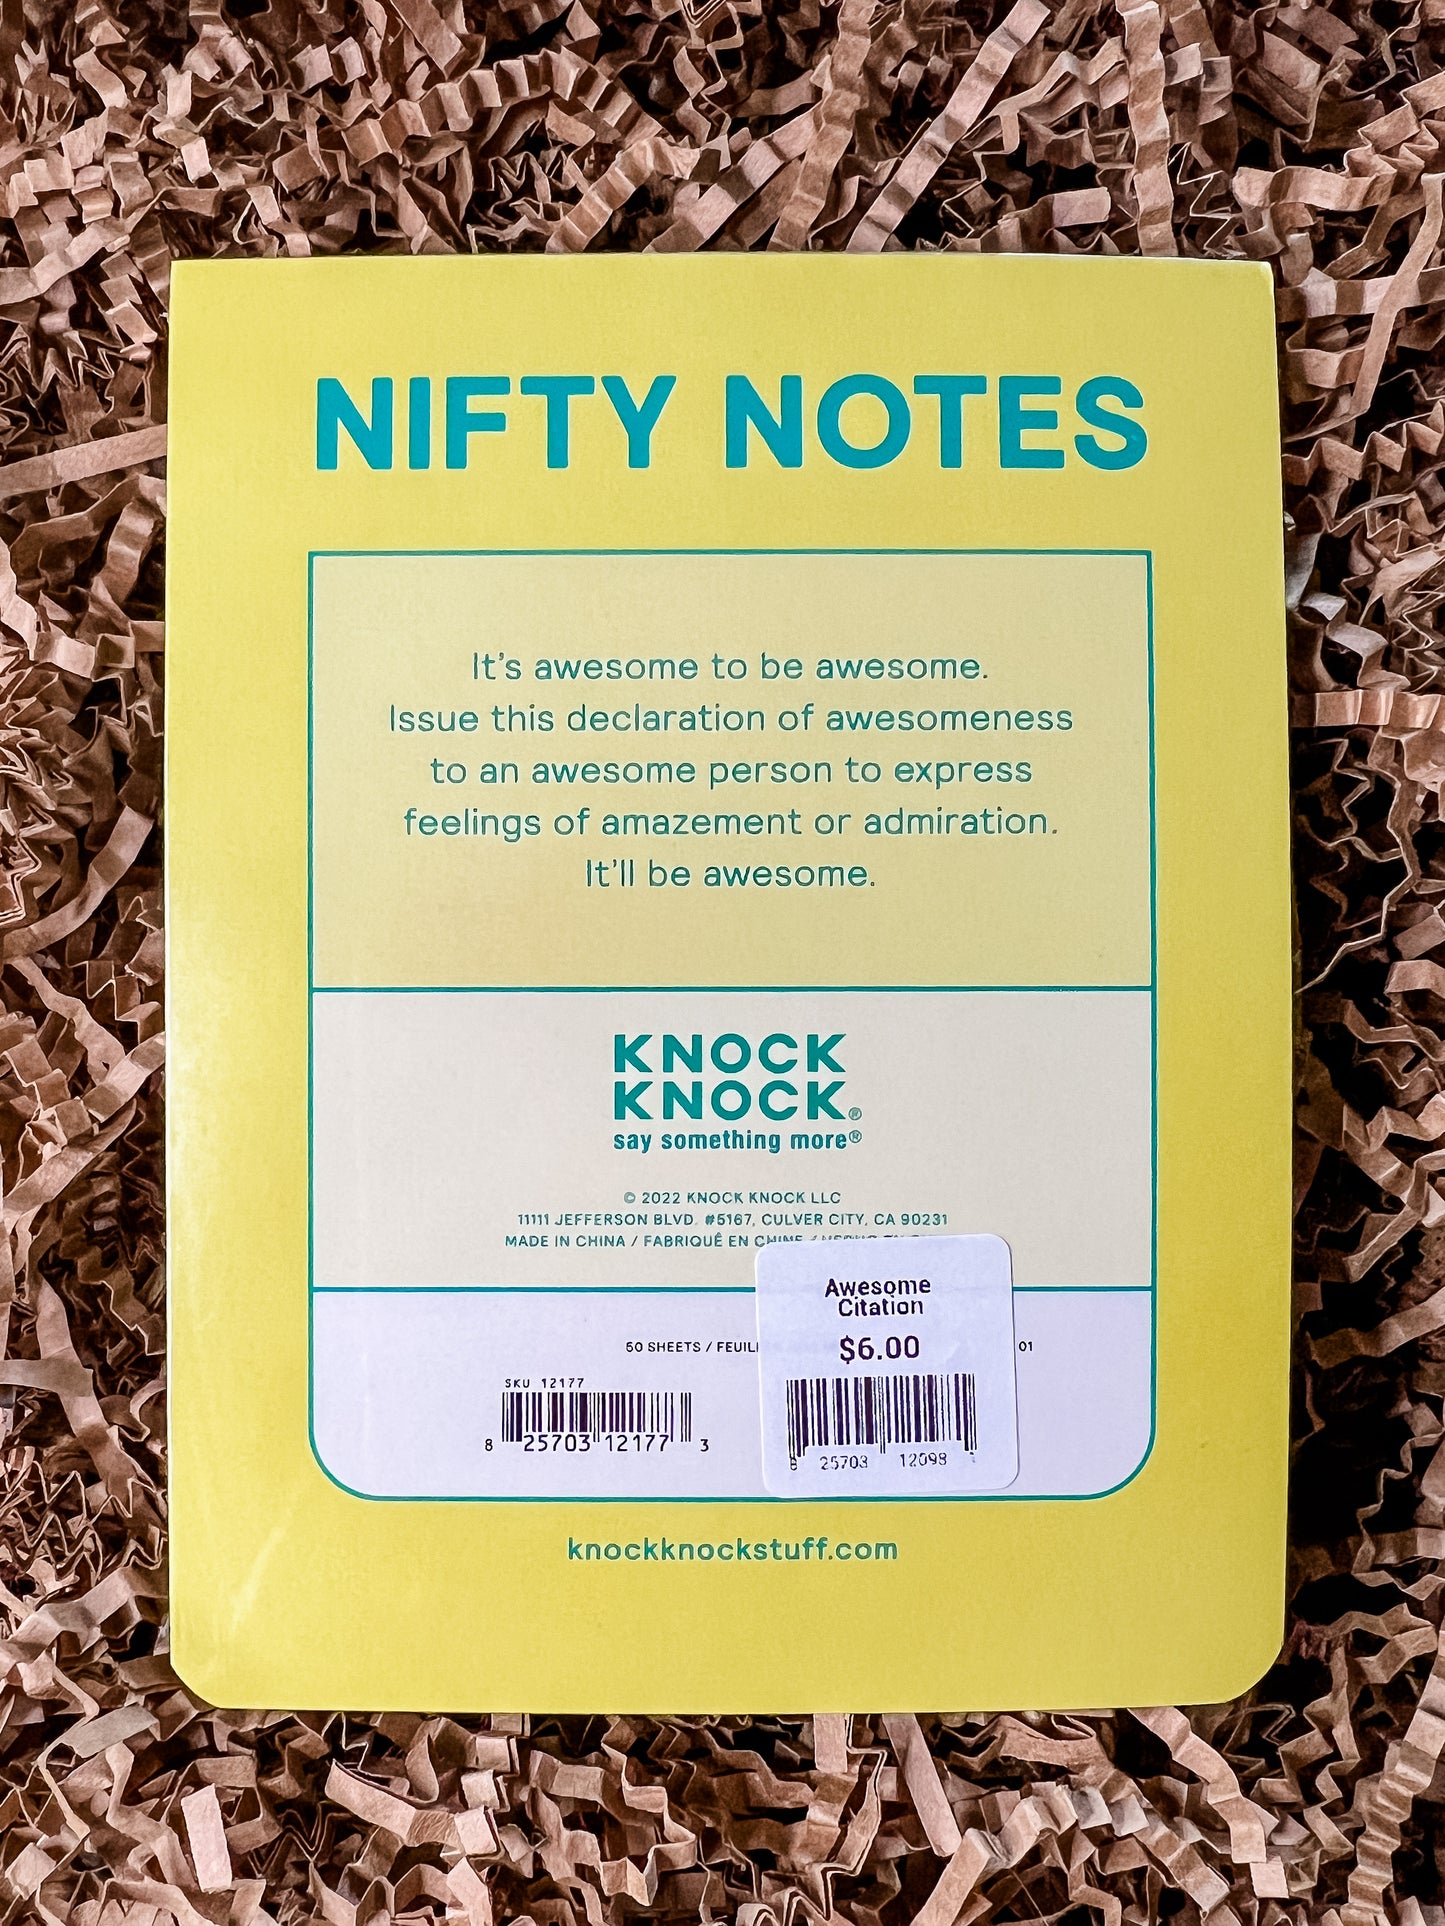 NIFTY NOTES
It's awesome to be awesome.
Issue this declaration of awesomeness
to an awesome person to express
feelings of amazement or admiration.
It'll be awesome.
KNOCK
KNOCK®
say something more®
© 2022 KNOCK KNOCK LLC
11111 JEFFERSON BLVD. #5167, CULVER CITY, CA 90231
MADE IN CHINA / FABRIQUÊ EN CHINE /
50 SHEETS / 01
SKU 12177
8 25703 12177 3
Awesome
Citation
$6.00
8 25703 12098
knockknockstuff.com